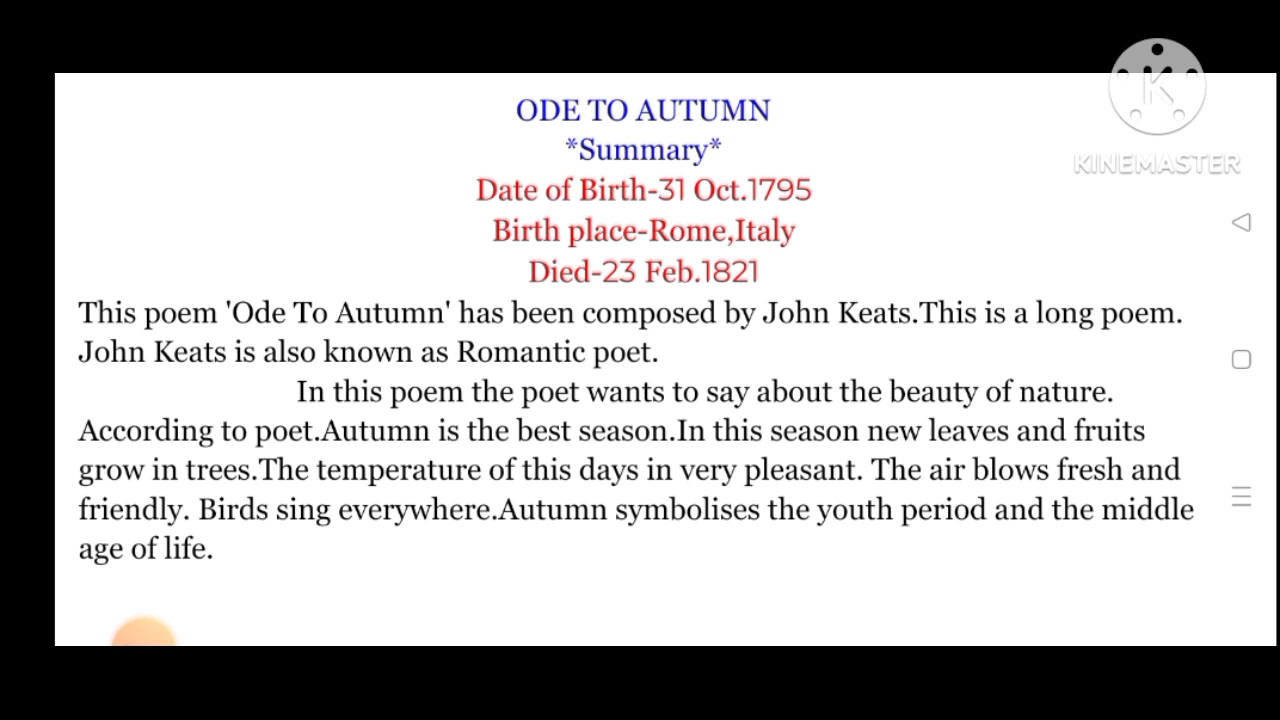 ODE TO AUTUMN
*Summary*
Date of Birth-31 Oct.1795
Birth place-Rome,Italy
Died-23 Feb.1821
This poem 'Ode To Autumn' has been composed by John Keats.This is a long poem.
John Keats is also known as Romantic poet.
In this poem the poet wants to say about the beauty of nature.
According to poet.Autumn is the best season.In this season new leaves and fruits
grow in trees.The temperature of this days in very pleasant. The air blows fresh and
friendly. Birds sing everywhere.Autumn symbolises the youth period and the middle
age of life.
K
KINEMASTER